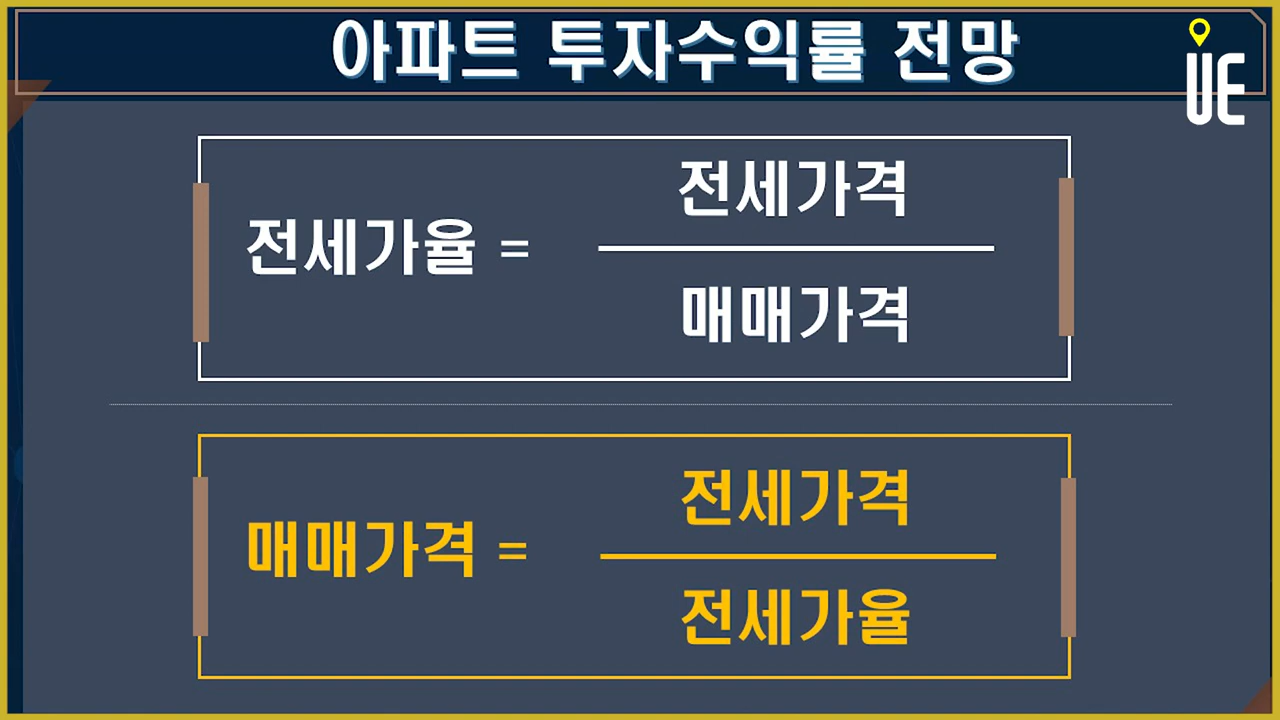 아파트 투자수익률 전망
UE
전세가격
전세가율 =
매매가격
전세가격
매매가격 =
전세가율